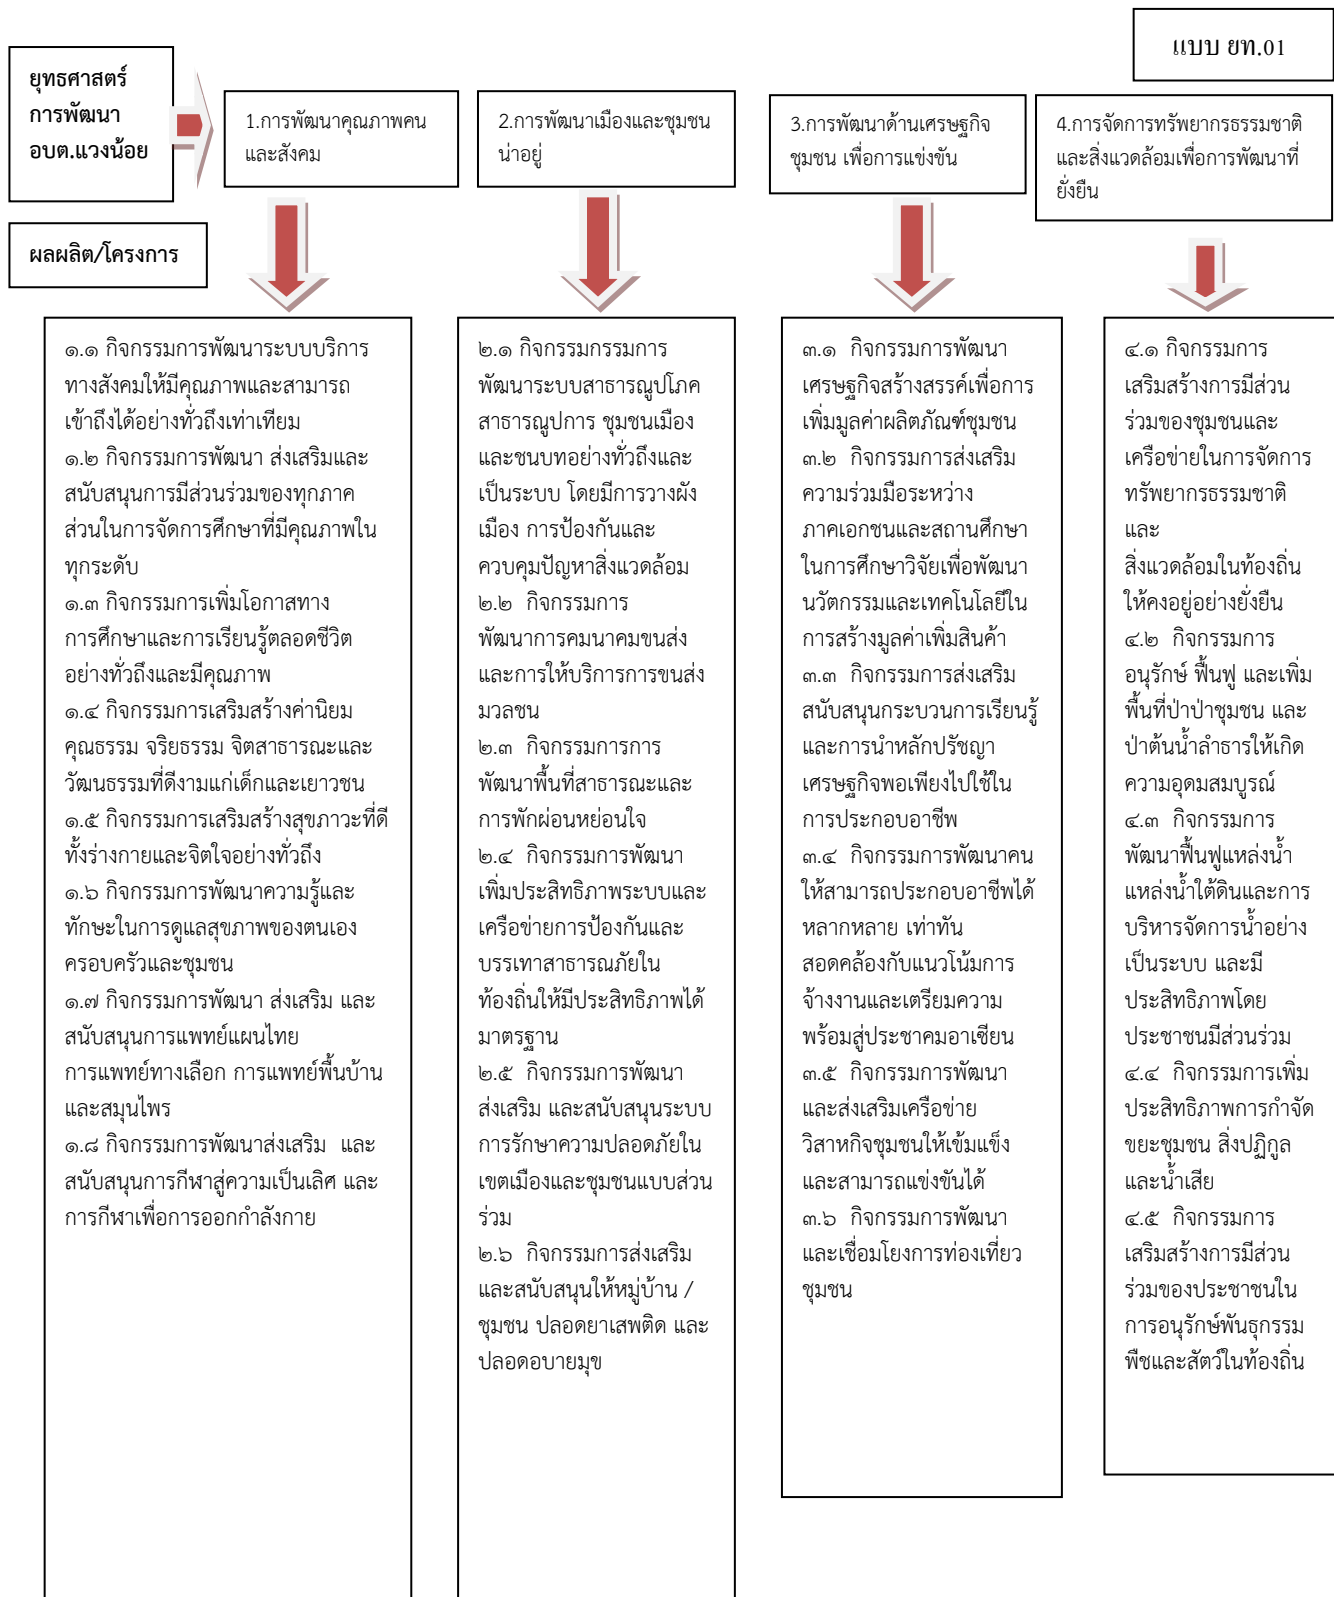 แบบ ยท.01
ยุทธศาสตร์
การพัฒนา
อบต.แวงน้อย
1.การพัฒนาคุณภาพคน
และสังคม
2.การพัฒนาเมืองและชุมชน
น่าอยู่
3.การพัฒนาด้านเศรษฐกิจ
ชุมชน เพื่อการแข่งขัน
4.การจัดการทรัพยากรธรรมชาติ
และสิ่งแวดล้อมเพื่อการพัฒนาที่
ยั่งยืน
ผลผลิต/โครงการ
๑.๑ กิจกรรมการพัฒนาระบบบริการ
ทางสังคมให้มีคุณภาพและสามารถ
เข้าถึงได้อย่างทั่วถึงเท่าเทียม
๑.๒ กิจกรรมการพัฒนา ส่งเสริมและ
สนับสนุนการมีส่วนร่วมของทุกภาค
ส่วนในการจัดการศึกษาที่มีคุณภาพใน
ทุกระดับ
๑.๓ กิจกรรมการเพิ่มโอกาสทาง
การศึกษาและการเรียนรู้ตลอดชีวิต
อย่างทั่วถึงและมีคุณภาพ
๑.๔ กิจกรรมการเสริมสร้างค่านิยม
คุณธรรม จริยธรรม จิตสาธารณะและ
วัฒนธรรมที่ดีงามแก่เด็กและเยาวชน
๑.๕ กิจกรรมการเสริมสร้างสุขภาวะที่ดี
ทั้งร่างกายและจิตใจอย่างทั่วถึง
๑.๖ กิจกรรมการพัฒนาความรู้และ
ทักษะในการดูแลสุขภาพของตนเอง
ครอบครัวและชุมชน
๑.๗ กิจกรรมการพัฒนา ส่งเสริม และ
สนับสนุนการแพทย์แผนไทย
การแพทย์ทางเลือก การแพทย์พื้นบ้าน
และสมุนไพร
๑.๘ กิจกรรมการพัฒนาส่งเสริม และ
สนับสนุนการกีฬาสู่ความเป็นเลิศ และ
การกีฬาเพื่อการออกกำลังกาย
๒.๑ กิจกรรมกรรมการ
พัฒนาระบบสาธารณูปโภค
สาธารณูปการ ชุมชนเมือง
และชนบทอย่างทั่วถึงและ
เป็นระบบ โดยมีการวางผัง
เมือง การป้องกันและ
ควบคุมปัญหาสิ่งแวดล้อม
๒.๒ กิจกรรมการ
พัฒนาการคมนาคมขนส่ง
และการให้บริการการขนส่ง
มวลชน
๒.๓ กิจกรรมการการ
พัฒนาพื้นที่สาธารณะและ
การพักผ่อนหย่อนใจ
๒.๔ กิจกรรมการพัฒนา
เพิ่มประสิทธิภาพระบบและ
เครือข่ายการป้องกันและ
บรรเทาสาธารณภัยใน
ท้องถิ่นให้มีประสิทธิภาพได้
มาตรฐาน
๒.๕ กิจกรรมการพัฒนา
ส่งเสริม และสนับสนุนระบบ
การรักษาความปลอดภัยใน
เขตเมืองและชุมชนแบบส่วน
ร่วม
๒.๖ กิจกรรมการส่งเสริม
และสนับสนุนให้หมู่บ้าน /
ชุมชน ปลอดยาเสพติด และ
ปลอดอบายมุข
๓.๑ กิจกรรมการพัฒนา
เศรษฐกิจสร้างสรรค์เพื่อการ
เพิ่มมูลค่าผลิตภัณฑ์ชุมชน
๓.๒ กิจกรรมการส่งเสริม
ความร่วมมือระหว่าง
ภาคเอกชนและสถานศึกษา
ในการศึกษาวิจัยเพื่อพัฒนา
นวัตกรรมและเทคโนโลยีใน
การสร้างมูลค่าเพิ่มสินค้า
๓.๓ กิจกรรมการส่งเสริม
สนับสนุนกระบวนการเรียนรู้
และการนำหลักปรัชญา
เศรษฐกิจพอเพียงไปใช้ใน
การประกอบอาชีพ
๓.๔ กิจกรรมการพัฒนาคน
ให้สามารถประกอบอาชีพได้
หลากหลาย เท่าทัน
สอดคล้องกับแนวโน้มการ
จ้างงานและเตรียมความ
พร้อมสู่ประชาคมอาเซียน
๓.๕ กิจกรรมการพัฒนา
และส่งเสริมเครือข่าย
วิสาหกิจชุมชนให้เข้มแข็ง
และสามารถแข่งขันได้
๓.๖ กิจกรรมการพัฒนา
และเชื่อมโยงการท่องเที่ยว
ชุมชน
๔.๑ กิจกรรมการ
เสริมสร้างการมีส่วน
ร่วมของชุมชนและ
เครือข่ายในการจัดการ
ทรัพยากรธรรมชาติ
และ
สิ่งแวดล้อมในท้องถิ่น
ให้คงอยู่อย่างยั่งยืน
๔.๒ กิจกรรมการ
อนุรักษ์ ฟื้นฟู และเพิ่ม
พื้นที่ป่าป่าชุมชน และ
ป่าต้นน้ำลำธารให้เกิด
ความอุดมสมบูรณ์
๔.๓ กิจกรรมการ
พัฒนาฟื้นฟูแหล่งน้ำ
แหล่งน้ำใต้ดินและการ
บริหารจัดการน้ำอย่าง
เป็นระบบ และมี
ประสิทธิภาพโดย
ประชาชนมีส่วนร่วม
๔.๔ กิจกรรมการเพิ่ม
ประสิทธิภาพการกำจัด
ขยะชุมชน สิ่งปฏิกูล
และน้ำเสีย
๔.๕ กิจกรรมการ
เสริมสร้างการมีส่วน
ร่วมของประชาชนใน
การอนุรักษ์พันธุกรรม
พืชและสัตว์ในท้องถิ่น